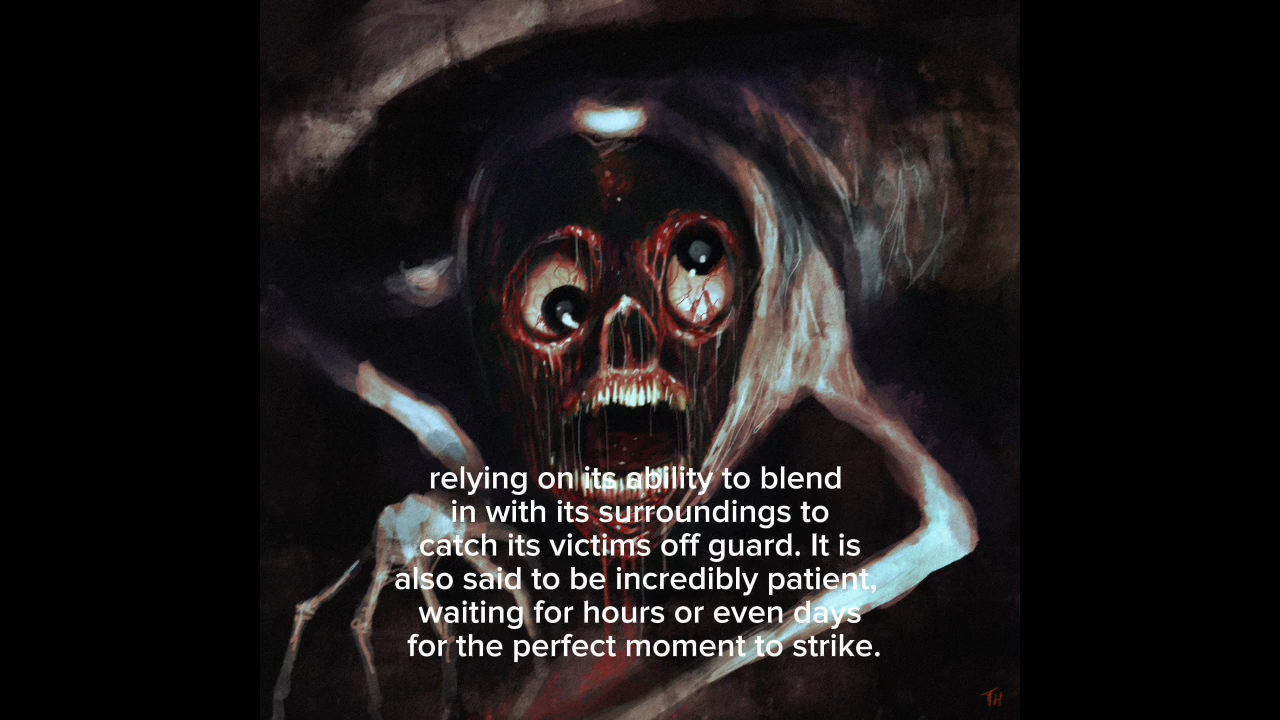 relying on its ability to blend
in with its surroundings to
catch its victims off guard. It is
also said to be incredibly patient,
waiting for hours or even days
for the perfect moment to strike.
TH